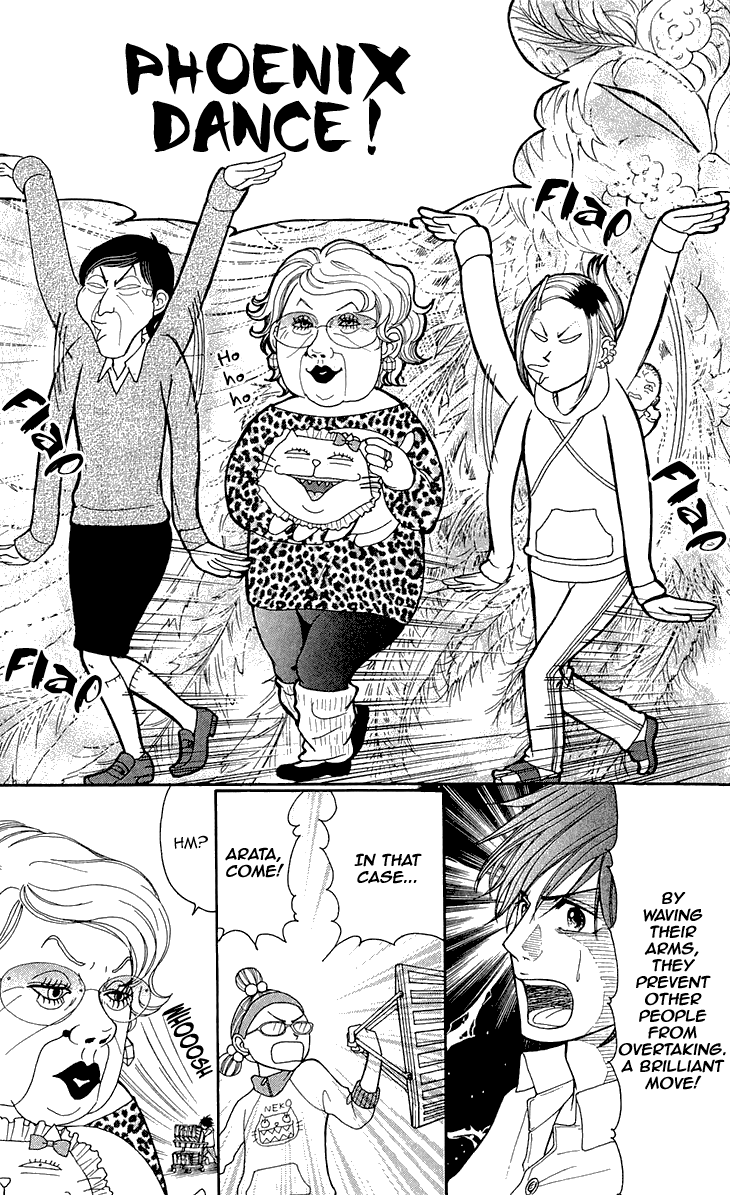 PHOENIX
DANCE!
Flap
Flap
Ho
ho
ho
Flap
Flap
BY
WAVING
THEIR
ARMS,
THEY
PREVENT
OTHER
PEOPLE
FROM
OVERTAKING.
A BRILLIANT
MOVE!
IN THAT
CASE...
ARATA,
COME!
NEKO
HM?
WHOOOSH